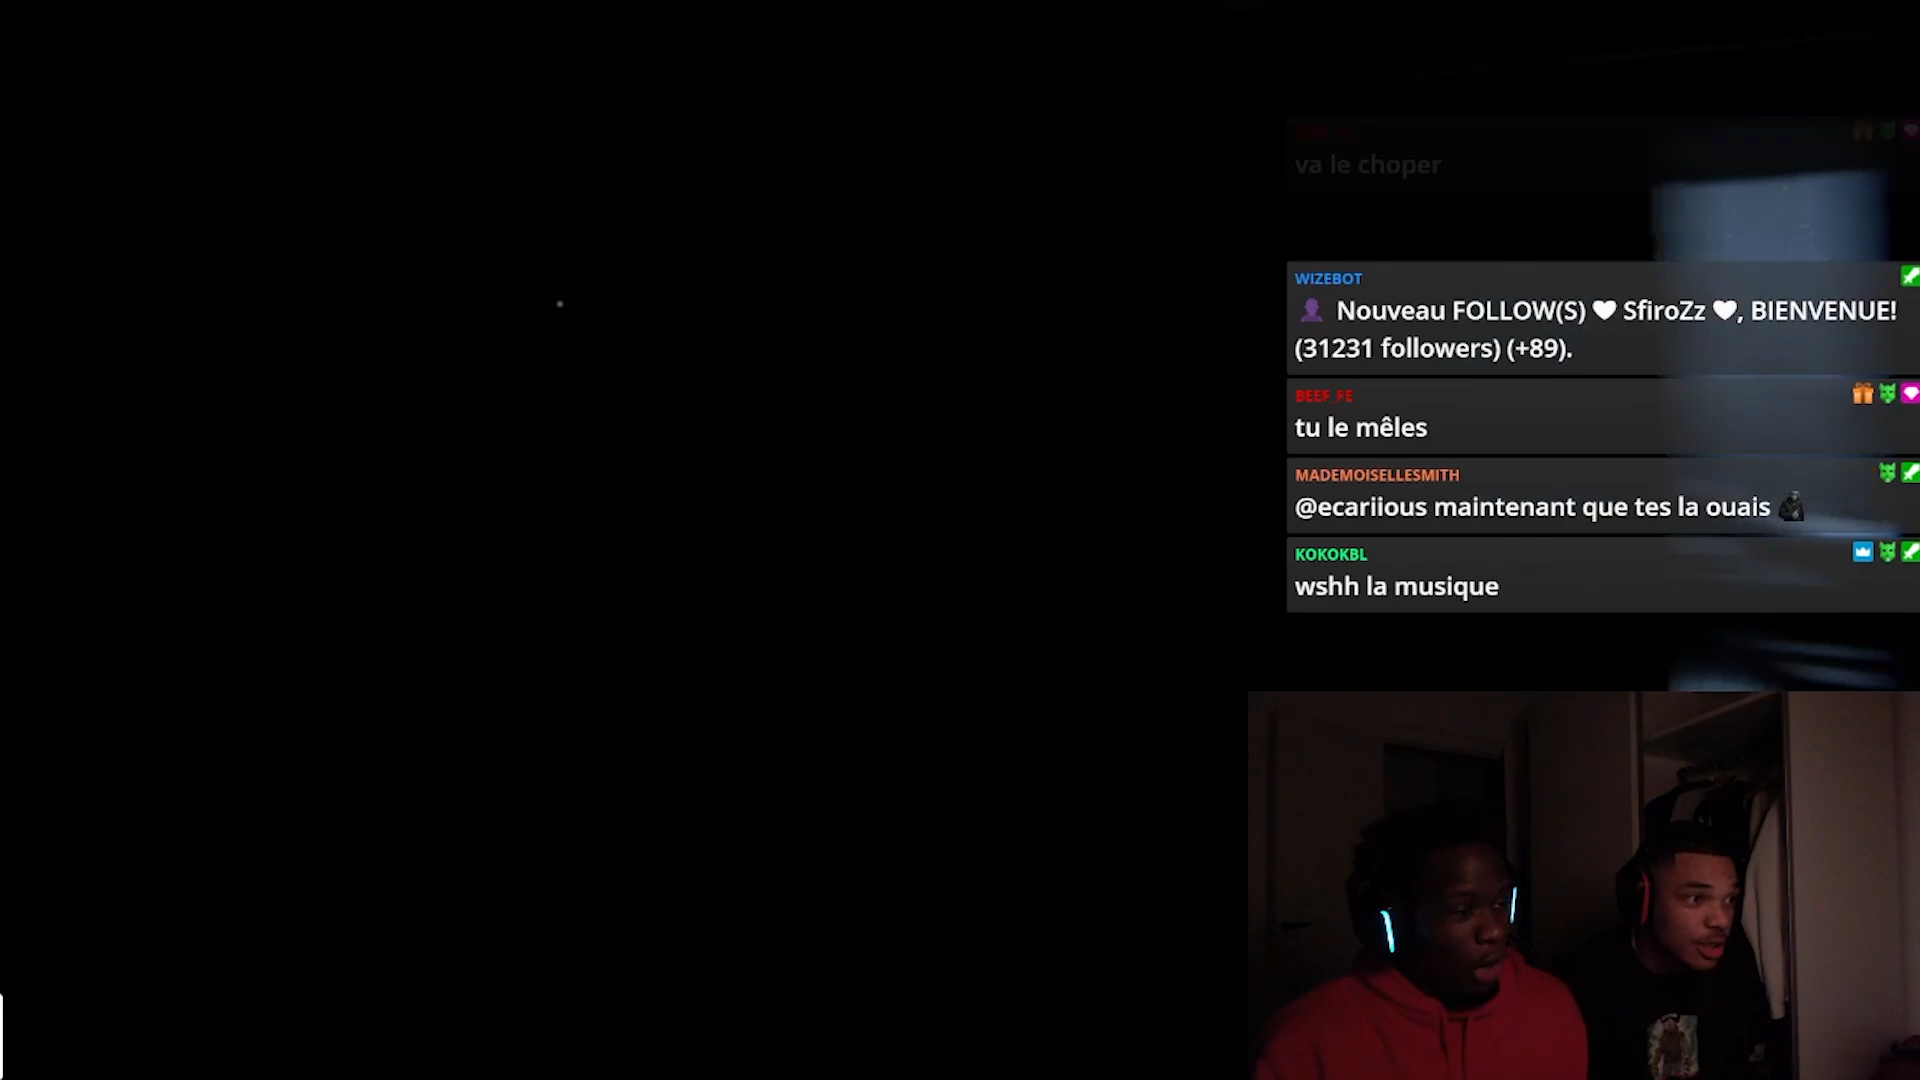 va le choper
WIZEBOT
Nouveau FOLLOW(S) 🤍 SfiroZz 🤍, BIENVENUE!
(31231 followers) (+89).
BEEF_FE
tu le mêles
MADEMOISELLESMITH
@ecariious maintenant que tes la ouais
KOKOKBL
wshh la musique